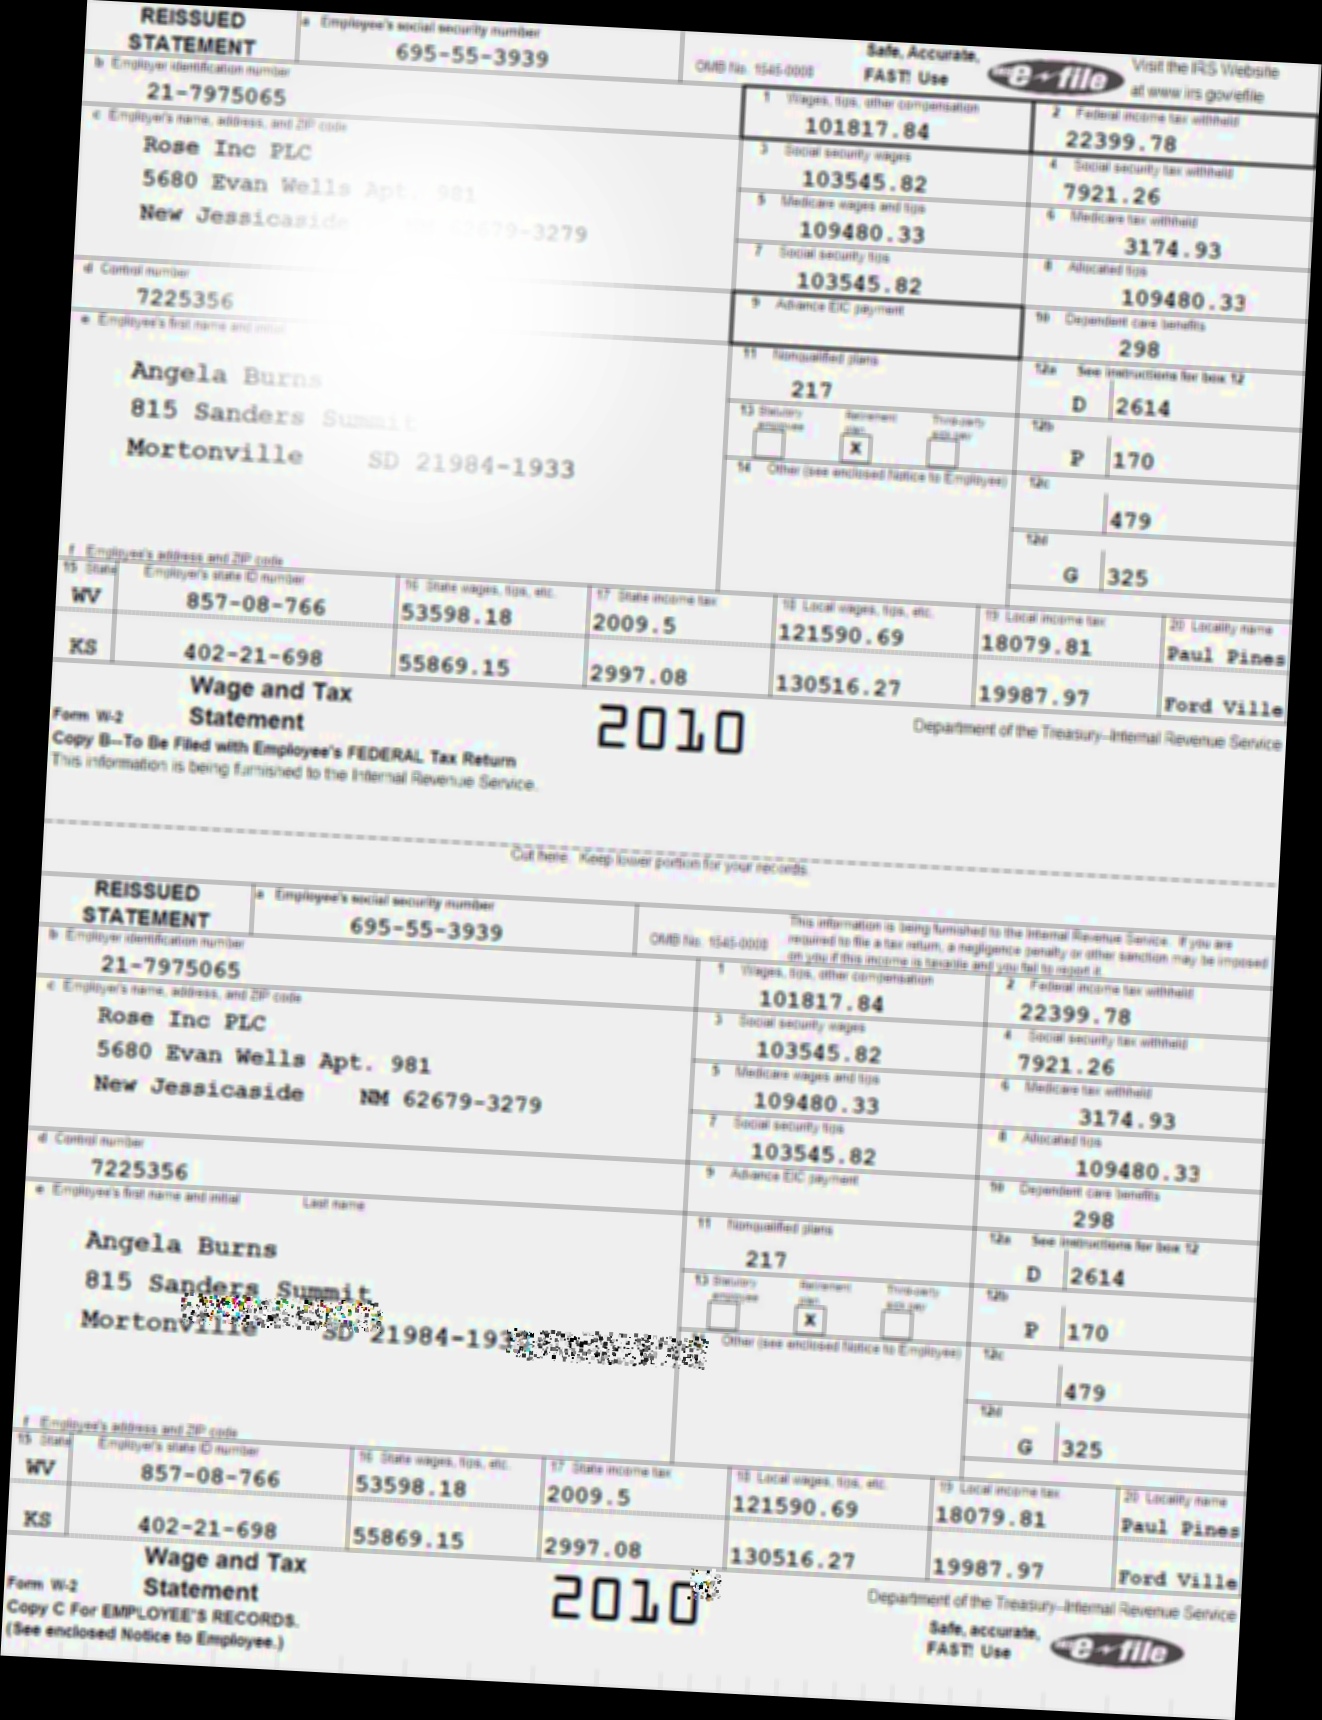 REISSUED
STATEMENT
a Employee's social security number
695-55-3939
OMB No. 1545-0008
Safe, Accurate,
FAST! Use
e~file
Visit the IRS Website
at www.irs.gov/efile
b Employer identification number
21-7975065
1 Wages, tips, other compensation
101817.84
2 Federal income tax withheld
22399.78
c Employer's name, address, and ZIP code
Rose Inc PLC
5680 Evan Wells Apt. 981
New Jessicaside NM 62679-3279
3 Social security wages
103545.82
4 Social security tax withheld
7921.26
5 Medicare wages and tips
109480.33
6 Medicare tax withheld
3174.93
7 Social security tips
103545.82
8 Allocated tips
109480.33
d Control number
7225356
9 Advance EIC payment
10 Dependent care benefits
298
e Employee's first name and initial
Angela Burns
815 Sanders Summit
Mortonville SD 21984-1933
11 Nonqualified plans
217
12a See instructions for box 12
D 2614
13 Statutory employee
Retirement plan
Third-party sick pay
X
12b
P 170
14 Other (see enclosed Notice to Employee)
12c
479
12d
G 325
f Employee's address and ZIP code
15 State
Employer's state ID number
16 State wages, tips, etc.
17 State income tax
18 Local wages, tips, etc.
19 Local income tax
20 Locality name
WV 857-08-766 53598.18 2009.5 121590.69 18079.81 Paul Pines
KS 402-21-698 55869.15 2997.08 130516.27 19987.97 Ford Ville
Form W-2
Wage and Tax
Statement
2010
Department of the Treasury--Internal Revenue Service
Copy B--To Be Filed with Employee's FEDERAL Tax Return
This information is being furnished to the Internal Revenue Service.
Cut here. Keep lower portion for your records.
REISSUED
STATEMENT
a Employee's social security number
695-55-3939
OMB No. 1545-0008
This information is being furnished to the Internal Revenue Service. If you are
required to file a tax return, a negligence penalty or other sanction may be imposed
on you if this income is taxable and you fail to report it.
b Employer identification number
21-7975065
1 Wages, tips, other compensation
101817.84
2 Federal income tax withheld
22399.78
c Employer's name, address, and ZIP code
Rose Inc PLC
5680 Evan Wells Apt. 981
New Jessicaside NM 62679-3279
3 Social security wages
103545.82
4 Social security tax withheld
7921.26
5 Medicare wages and tips
109480.33
6 Medicare tax withheld
3174.93
7 Social security tips
103545.82
8 Allocated tips
109480.33
d Control number
7225356
9 Advance EIC payment
10 Dependent care benefits
298
e Employee's first name and initial Last name
Angela Burns
815 Sanders Summit
Mortonville SD
11 Nonqualified plans
217
12a See instructions for box 12
D 2614
13 Statutory employee
Retirement plan
Third-party sick pay
X
12b
P 170
Other (see enclosed Notice to Employee)
12c
479
12d
G 325
f Employee's address and ZIP code
15 State
Employer's state ID number
16 State wages, tips, etc.
17 State income tax
18 Local wages, tips, etc.
19 Local income tax
20 Locality name
WV 857-08-766 53598.18 2009.5 121590.69 18079.81 Paul Pines
KS 402-21-698 55869.15 2997.08 130516.27 19987.97 Ford Ville
Form W-2
Wage and Tax
Statement
2010
Department of the Treasury--Internal Revenue Service
Copy C For EMPLOYEE'S RECORDS.
(See enclosed Notice to Employee.)
Safe, accurate,
FAST! Use
e~file